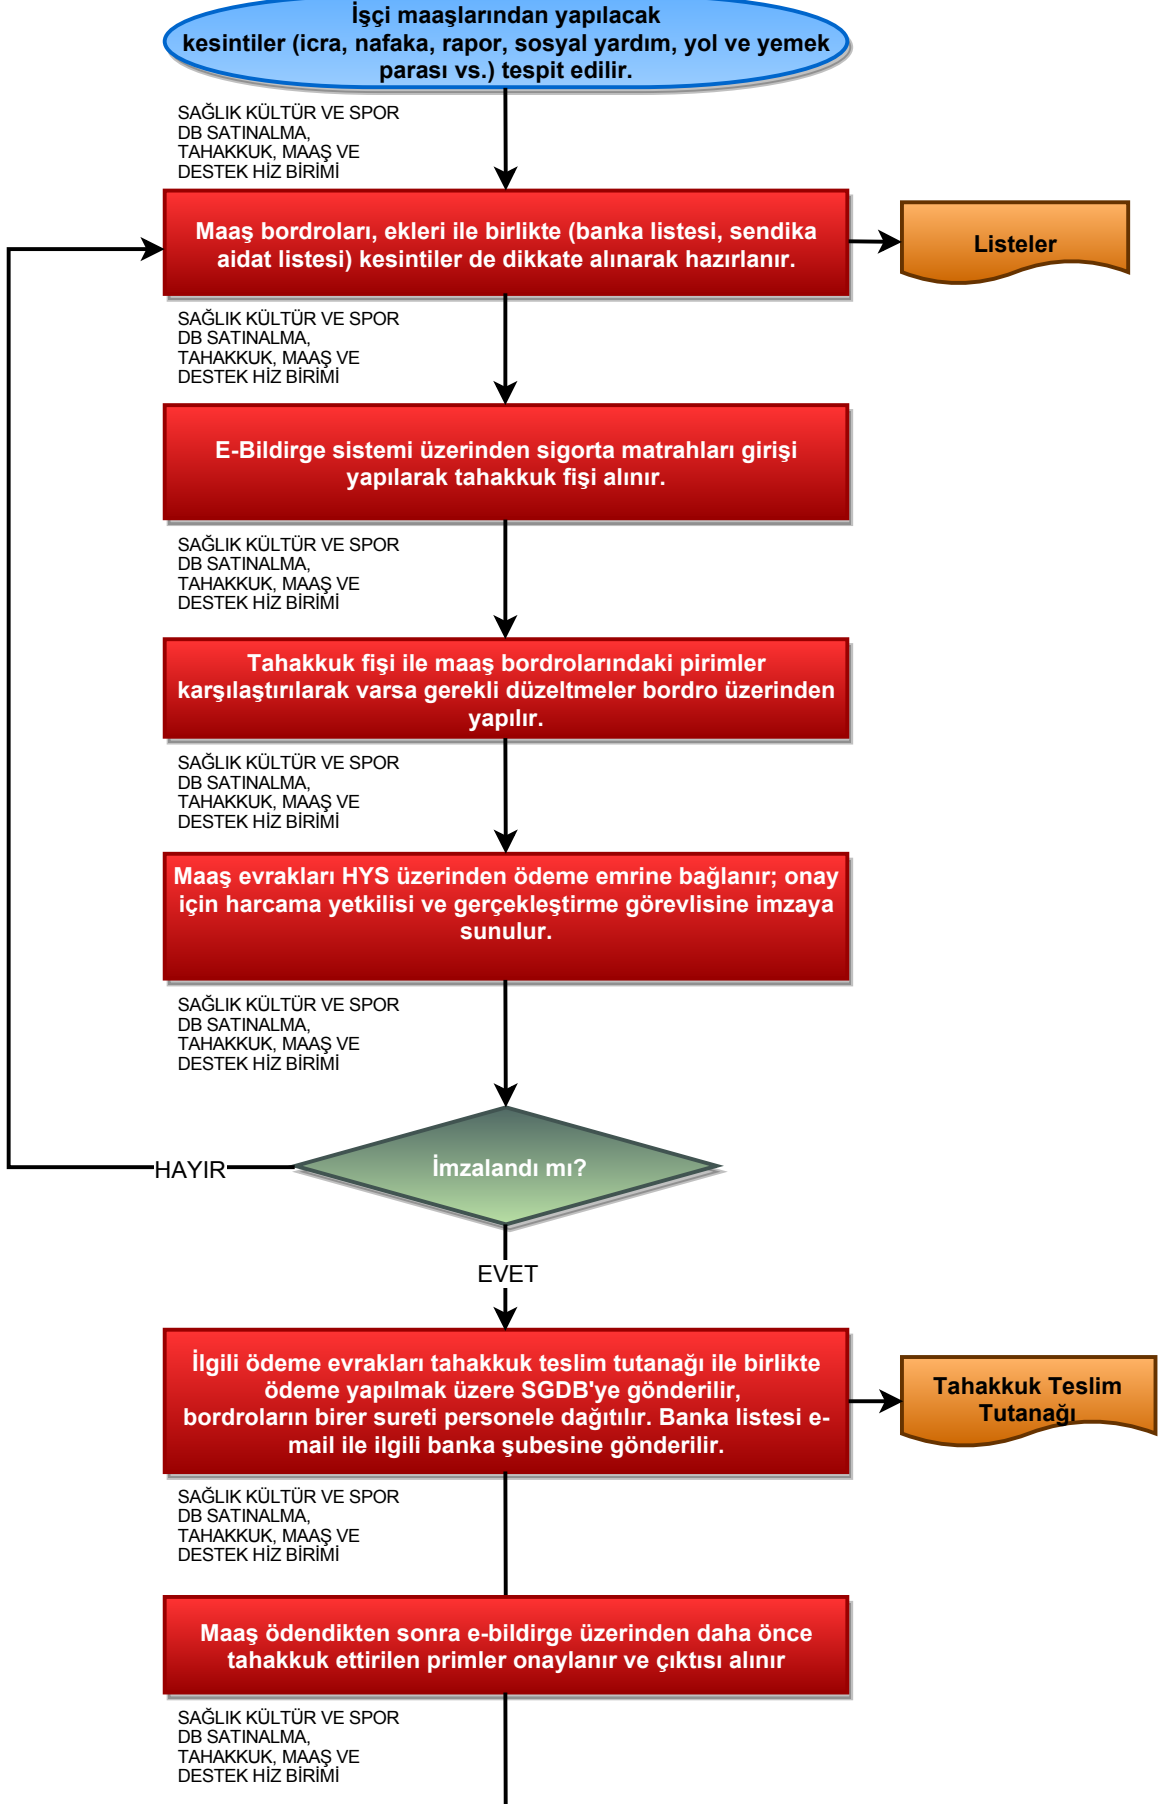 İşçi maaşlarından yapılacak
kesintiler (icra, nafaka, rapor, sosyal yardım, yol ve yemek
parası vs.) tespit edilir.
SAĞLIK KÜLTÜR VE SPOR
DB SATINALMA,
TAHAKKUK, MAAŞ VE
DESTEK HİZ BİRİMİ
Maaş bordroları, ekleri ile birlikte (banka listesi, sendika
aidat listesi) kesintiler de dikkate alınarak hazırlanır.
Listeler
SAĞLIK KÜLTÜR VE SPOR
DB SATINALMA,
TAHAKKUK, MAAŞ VE
DESTEK HİZ BİRİMİ
E-Bildirge sistemi üzerinden sigorta matrahları girişi
yapılarak tahakkuk fişi alınır.
SAĞLIK KÜLTÜR VE SPOR
DB SATINALMA,
TAHAKKUK, MAAŞ VE
DESTEK HİZ BİRİMİ
Tahakkuk fişi ile maaş bordrolarındaki pirimler
karşılaştırılarak varsa gerekli düzeltmeler bordro üzerinden
yapılır.
SAĞLIK KÜLTÜR VE SPOR
DB SATINALMA,
TAHAKKUK, MAAŞ VE
DESTEK HİZ BİRİMİ
Maaş evrakları HYS üzerinden ödeme emrine bağlanır; onay
için harcama yetkilisi ve gerçekleştirme görevlisine imzaya
sunulur.
SAĞLIK KÜLTÜR VE SPOR
DB SATINALMA,
TAHAKKUK, MAAŞ VE
DESTEK HİZ BİRİMİ
İmzalandı mı?
HAYIR
EVET
İlgili ödeme evrakları tahakkuk teslim tutanağı ile birlikte
ödeme yapılmak üzere SGDB'ye gönderilir,
bordroların birer sureti personele dağıtılır. Banka listesi e-
mail ile ilgili banka şubesine gönderilir.
Tahakkuk Teslim
Tutanağı
SAĞLIK KÜLTÜR VE SPOR
DB SATINALMA,
TAHAKKUK, MAAŞ VE
DESTEK HİZ BİRİMİ
Maaş ödendikten sonra e-bildirge üzerinden daha önce
tahakkuk ettirilen primler onaylanır ve çıktısı alınır
SAĞLIK KÜLTÜR VE SPOR
DB SATINALMA,
TAHAKKUK, MAAŞ VE
DESTEK HİZ BİRİMİ